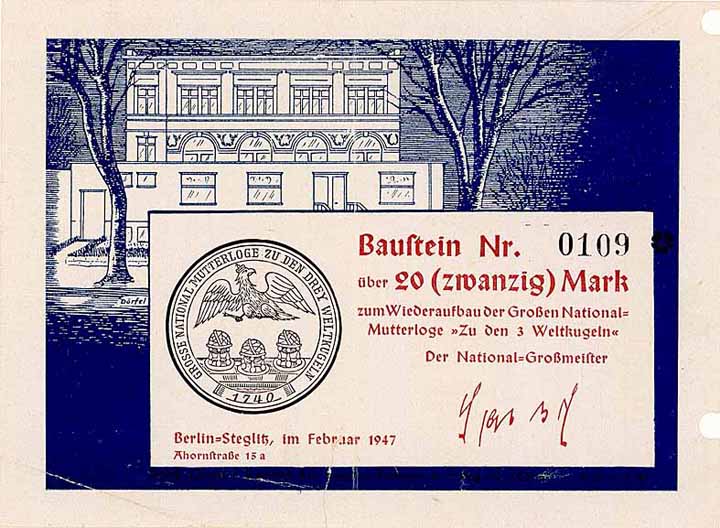 Baustein Nr. 0109
über 20 (zwanzig) Mark
zum Wiederaufbau der Großen National=
Mutterloge »Zu den 3 Weltkugeln«
Der National=Großmeister
GROSSE NATIONAL MUTTERLOGE ZU DEN DREY WELTKUGELN
1740
Berlin=Steglitz, im Februar 1947
Ahornstraße 15 a
Dörfel